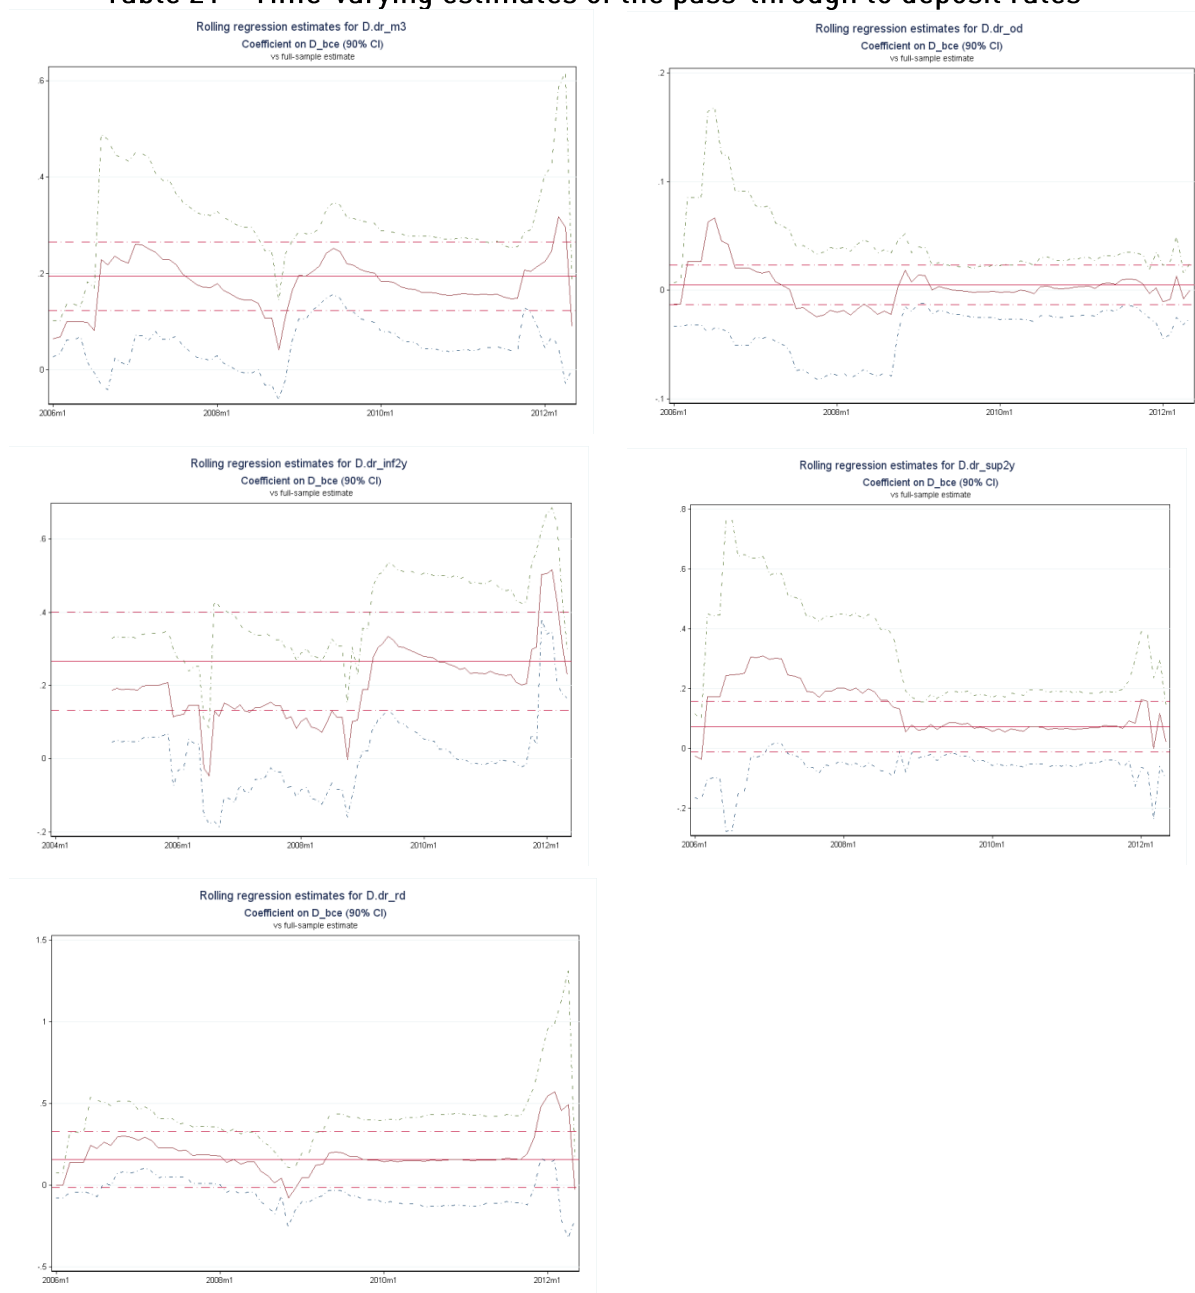 Table 21 – Time-varying estimates of the pass-through to deposit rates
Rolling regression estimates for D.dr_m3
Coefficient on D_bce (90% CI)
vs full-sample estimate
.6
.4
.2
0
2006m1 2008m1 2010m1 2012m1
Rolling regression estimates for D.dr_od
Coefficient on D_bce (90% CI)
vs full-sample estimate
.2
.1
0
-.1
2006m1 2008m1 2010m1 2012m1
Rolling regression estimates for D.dr_inf2y
Coefficient on D_bce (90% CI)
vs full-sample estimate
.6
.4
.2
0
-.2
2004m1 2006m1 2008m1 2010m1 2012m1
Rolling regression estimates for D.dr_sup2y
Coefficient on D_bce (90% CI)
vs full-sample estimate
.8
.6
.4
.2
0
-.2
2006m1 2008m1 2010m1 2012m1
Rolling regression estimates for D.dr_rd
Coefficient on D_bce (90% CI)
vs full-sample estimate
1.5
1
.5
0
-.5
2006m1 2008m1 2010m1 2012m1